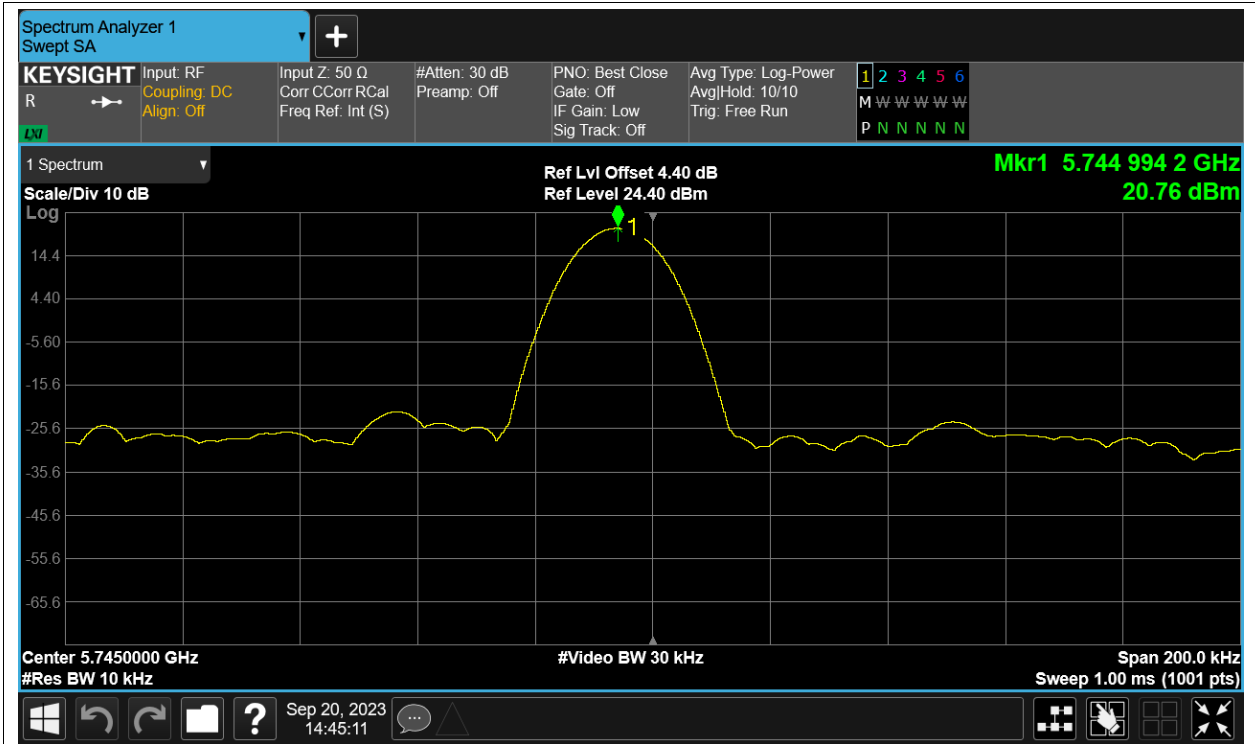 Spectrum Analyzer 1
Swept SA
KEYSIGHT
R
LXI
Input: RF
Coupling: DC
Align: Off
Input Z: 50 Ω
Corr CCorr RCal
Freq Ref: Int (S)
#Atten: 30 dB
Preamp: Off
PNO: Best Close
Gate: Off
IF Gain: Low
Sig Track: Off
Avg Type: Log-Power
Avg|Hold: 10/10
Trig: Free Run
1 2 3 4 5 6
M W W W W W
P N N N N N
1 Spectrum
Scale/Div 10 dB
Ref Lvl Offset 4.40 dB
Ref Level 24.40 dBm
Mkr1 5.744 994 2 GHz
20.76 dBm
Log
1
14.4
4.40
-5.60
-15.6
-25.6
-35.6
-45.6
-55.6
-65.6
Center 5.7450000 GHz
#Video BW 30 kHz
Span 200.0 kHz
#Res BW 10 kHz
Sweep 1.00 ms (1001 pts)
?
Sep 20, 2023
14:45:11